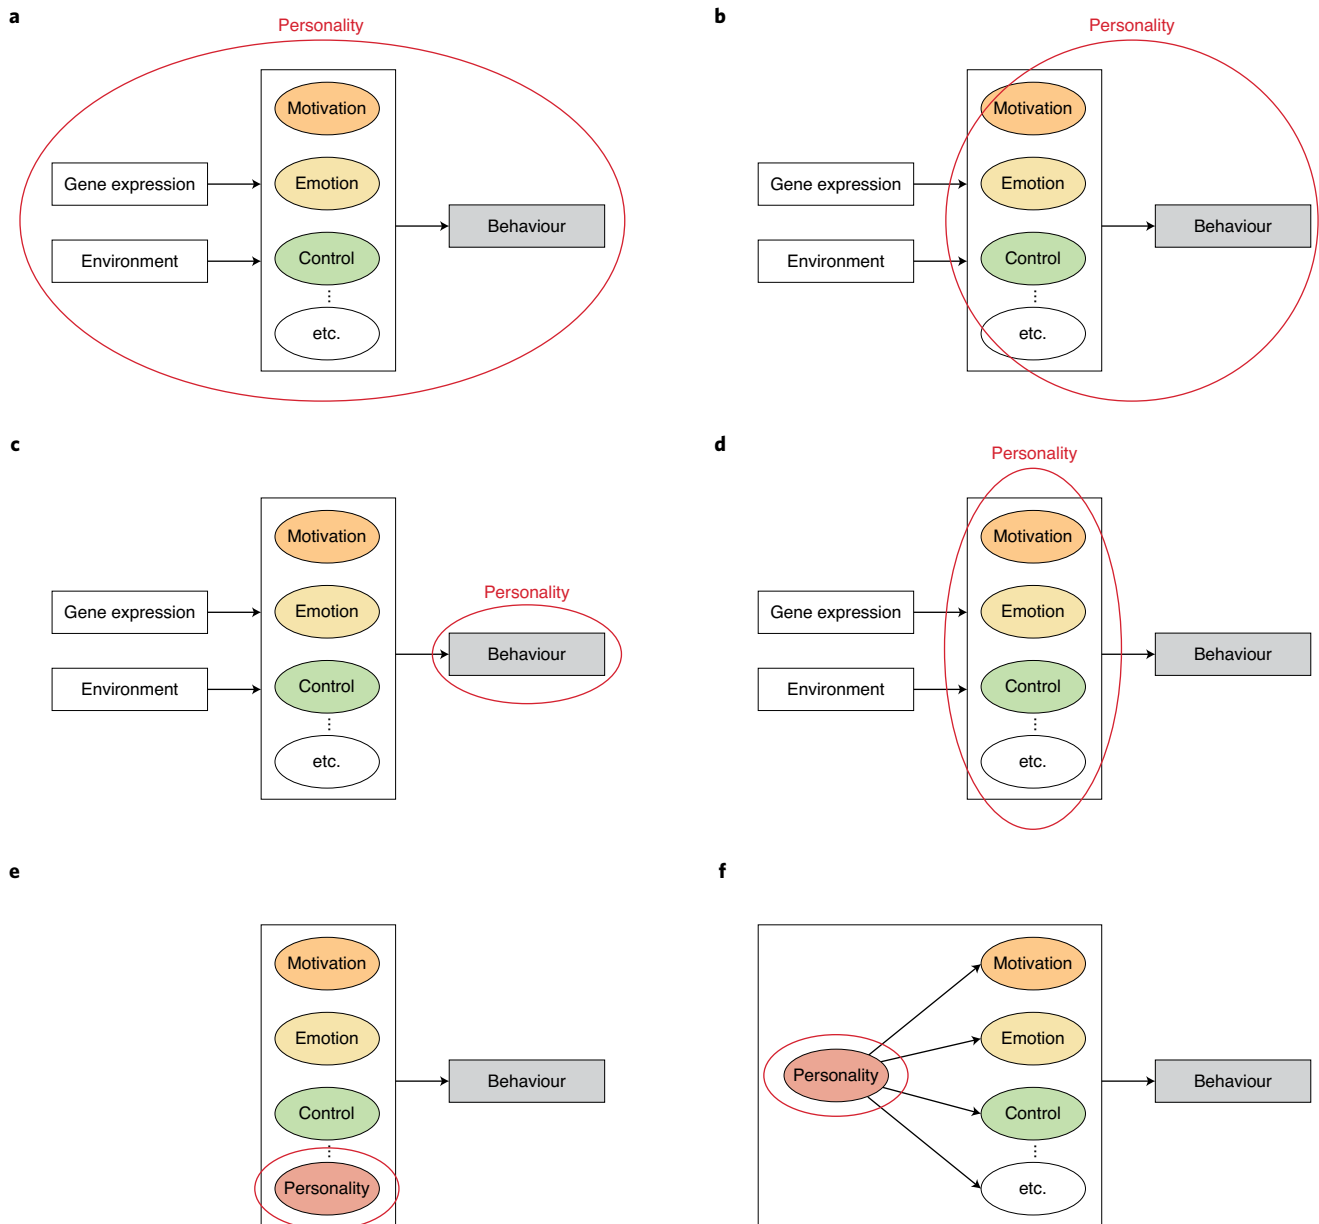 a
Personality
Motivation
Gene expression
Emotion
Behaviour
Environment
Control
etc.
b
Personality
Motivation
Gene expression
Emotion
Behaviour
Environment
Control
etc.
c
Motivation
Personality
Gene expression
Emotion
Behaviour
Environment
Control
etc.
d
Personality
Motivation
Gene expression
Emotion
Behaviour
Environment
Control
etc.
e
Motivation
Emotion
Behaviour
Control
Personality
f
Motivation
Emotion
Personality
Behaviour
Control
etc.